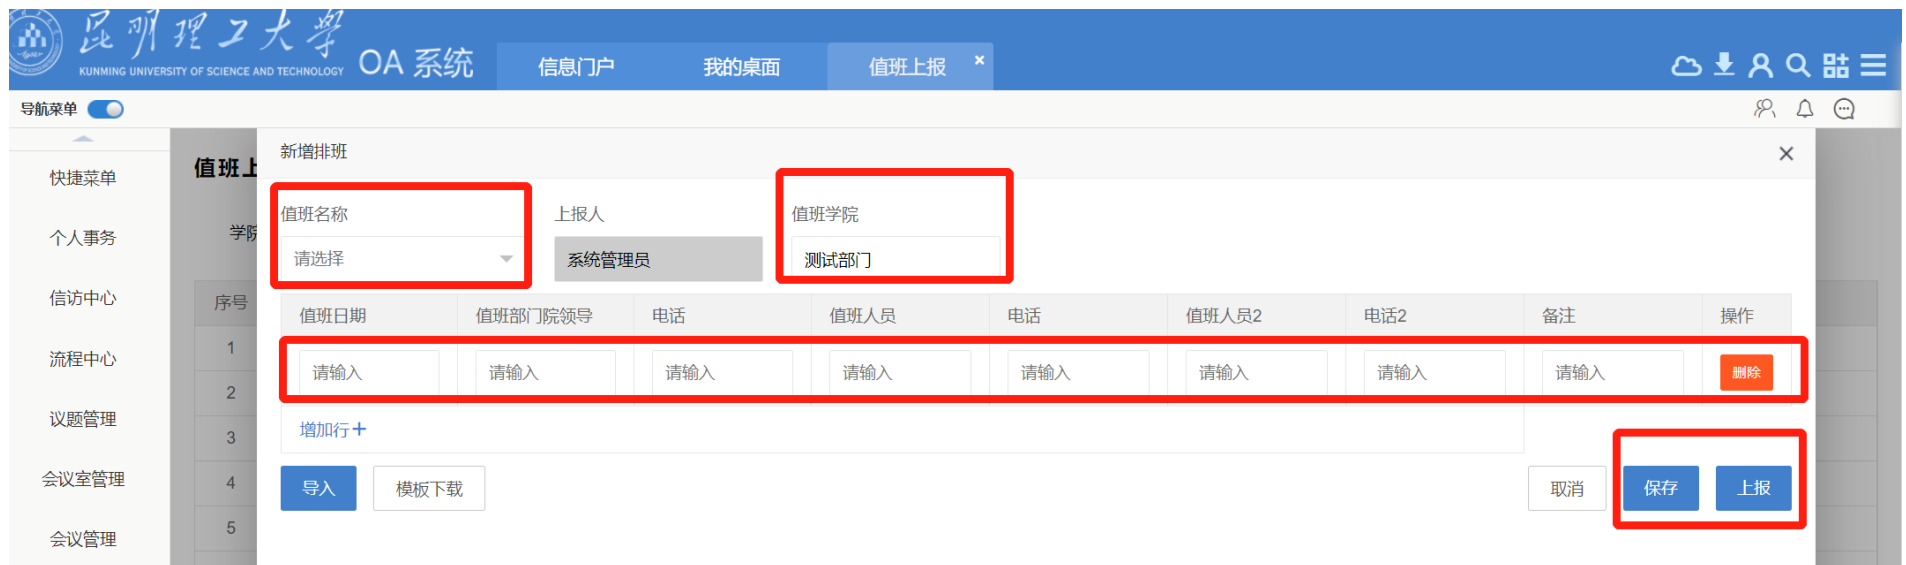 昆明理工大学
KUNMING UNIVERSITY OF SCIENCE AND TECHNOLOGY
OA 系统
信息门户
我的桌面
值班上报
导航菜单
快捷菜单
个人事务
信访中心
流程中心
议题管理
会议室管理
会议管理
值班上
学院
序号
1
2
3
4
5
新增排班
值班名称 上报人 值班学院
请选择 系统管理员 测试部门
值班日期 值班部门院领导 电话 值班人员 电话 值班人员2 电话2 备注 操作
请输入 请输入 请输入 请输入 请输入 请输入 请输入 请输入 删除
增加行+
导入 模板下载 取消 保存 上报